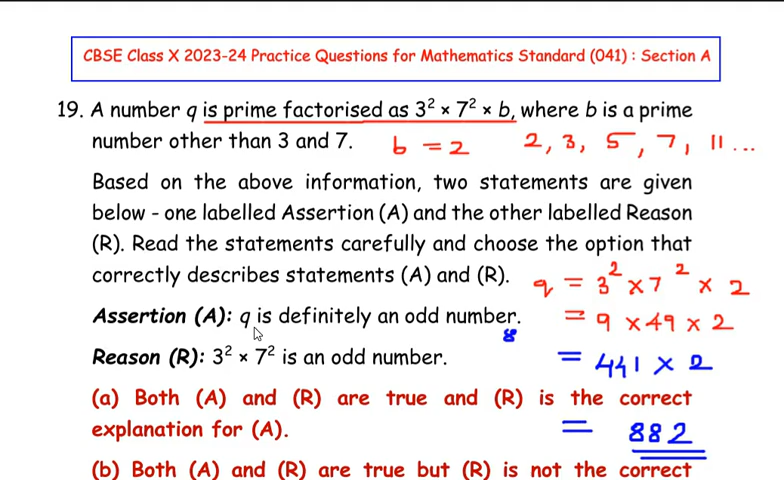 CBSE Class X 2023-24 Practice Questions for Mathematics Standard (041) : Section A
19. A number q is prime factorised as 3² × 7² × b, where b is a prime
number other than 3 and 7.
b = 2
2, 3, 5, 7, 11 ...
Based on the above information, two statements are given
below - one labelled Assertion (A) and the other labelled Reason
(R). Read the statements carefully and choose the option that
correctly describes statements (A) and (R).
q = 3² × 7² × 2
Assertion (A): q is definitely an odd number.
= 9 × 49 × 2
8
Reason (R): 3² × 7² is an odd number.
= 441 × 2
(a) Both (A) and (R) are true and (R) is the correct
explanation for (A).
= 882
(b) Both (A) and (R) are true but (R) is not the correct